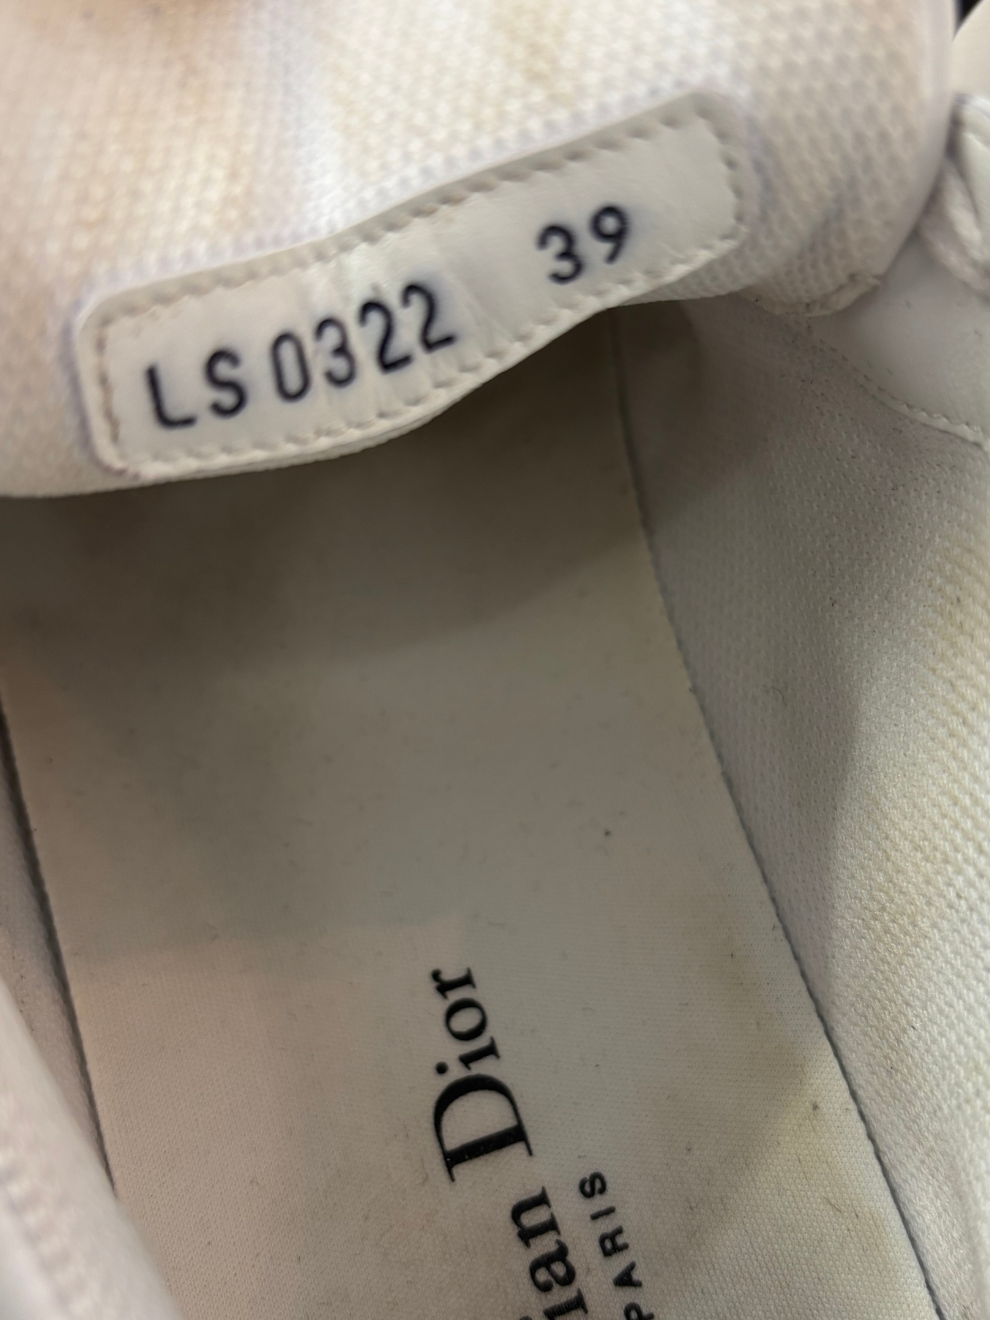 LS 0322 39
ian Dior
PARIS